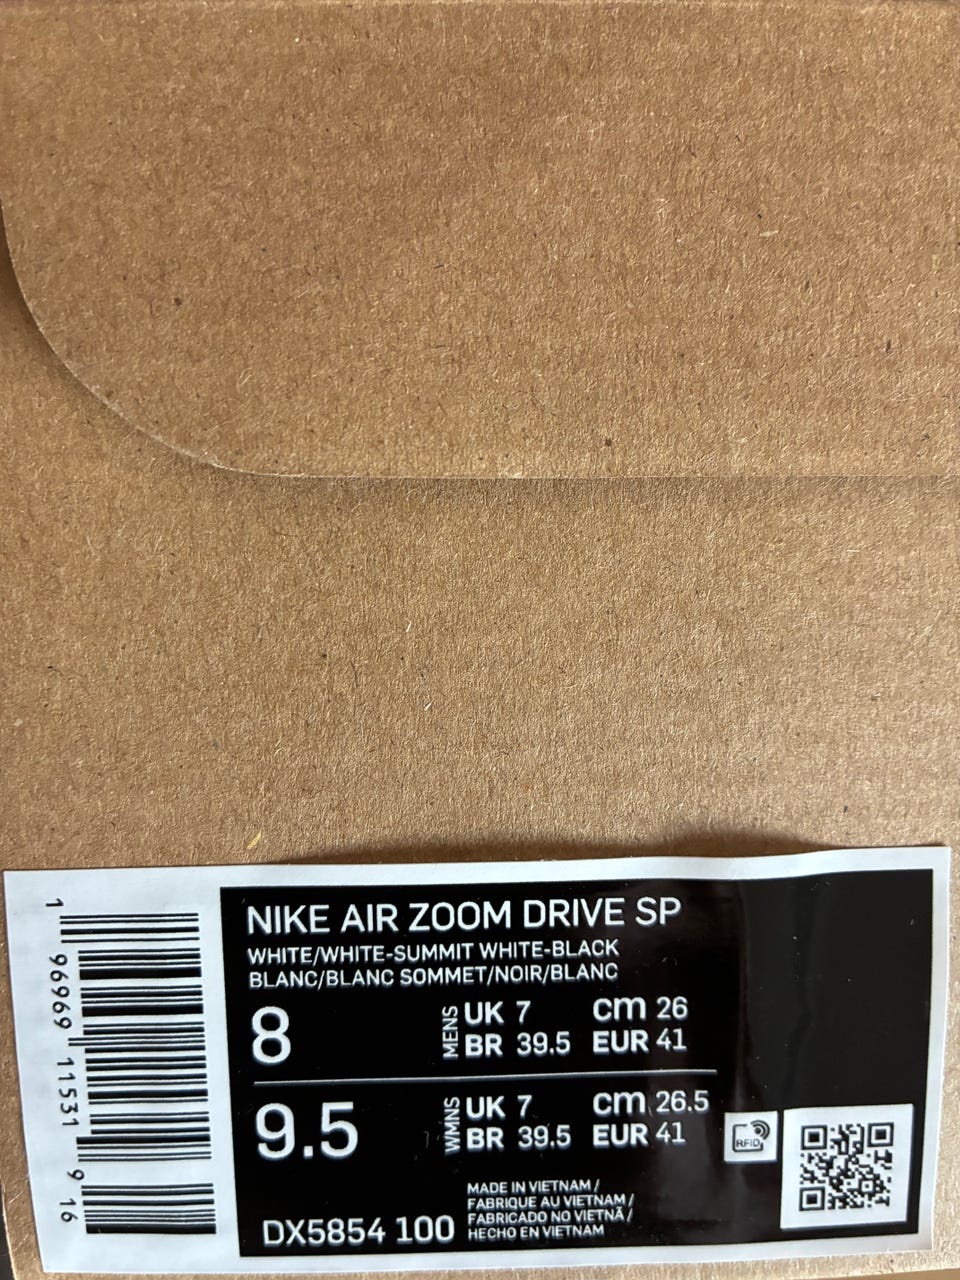 NIKE AIR ZOOM DRIVE SP
WHITE/WHITE-SUMMIT WHITE-BLACK
BLANC/BLANC SOMMET/NOIR/BLANC
8 MENS UK 7 cm 26
BR 39.5 EUR 41
9.5 WMNS UK 7 cm 26.5
BR 39.5 EUR 41
RFID
DX5854 100
MADE IN VIETNAM /
FABRIQUE AU VIETNAM /
FABRICADO NO VIETNÃ /
HECHO EN VIETNAM
1 96969 11531 9 16